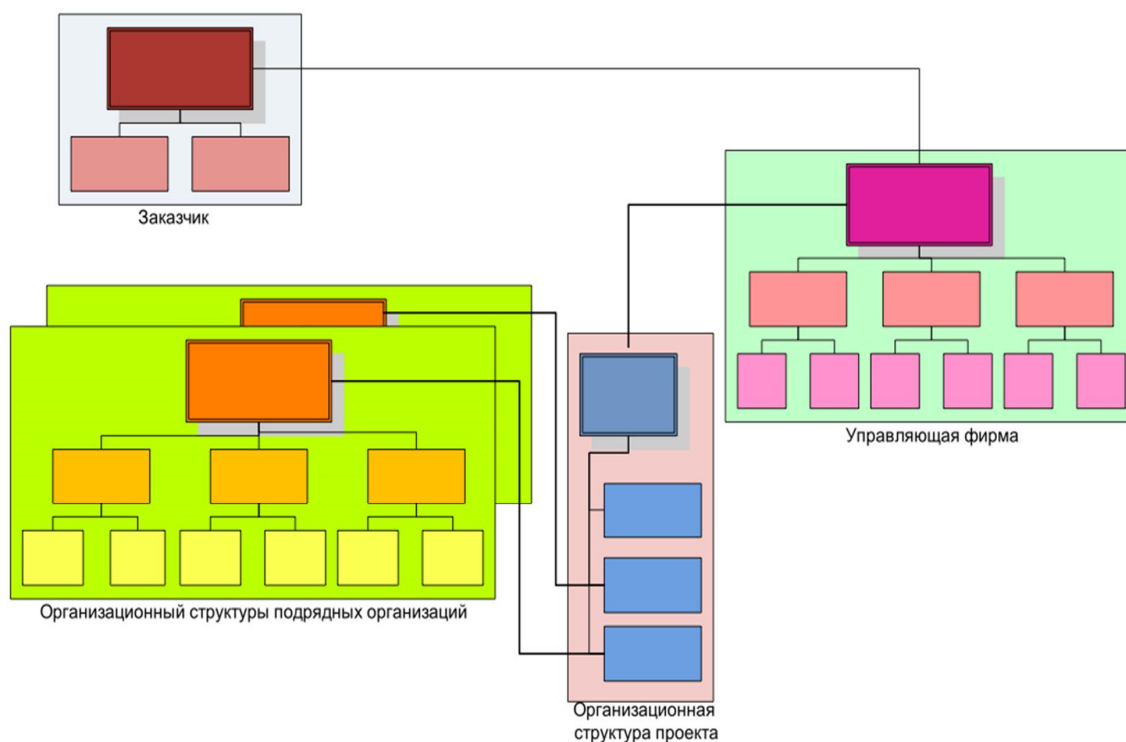 Заказчик
Управляющая фирма
Организационный структуры подрядных организаций
Организационная
структура проекта